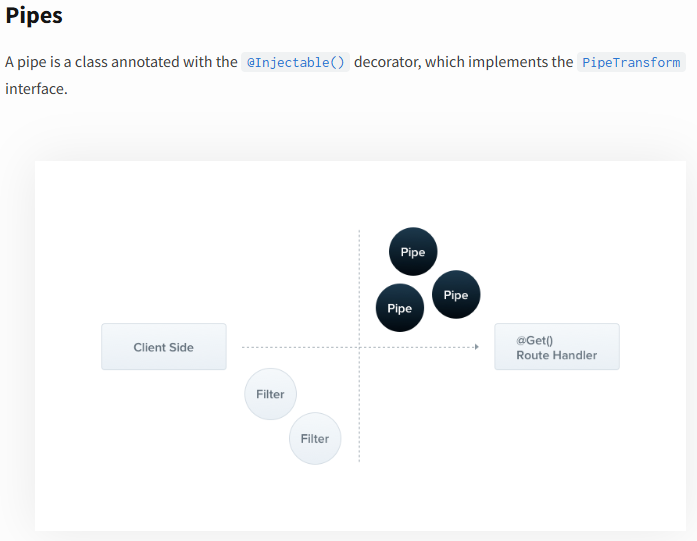 Pipes
A pipe is a class annotated with the @Injectable() decorator, which implements the PipeTransform
interface.
Pipe
Pipe
Pipe
Client Side
@Get()
Route Handler
Filter
Filter